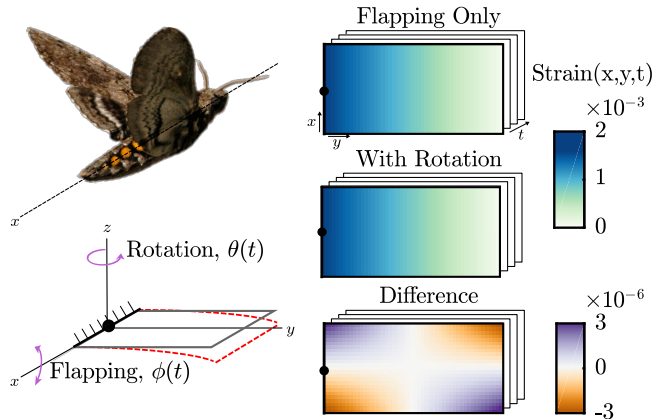 Flapping Only
Strain(x,y,t)
×10⁻³
2
1
0
x
y
t
With Rotation
Difference
×10⁻⁶
3
0
-3
x
z
Rotation, θ(t)
y
x
Flapping, ϕ(t)